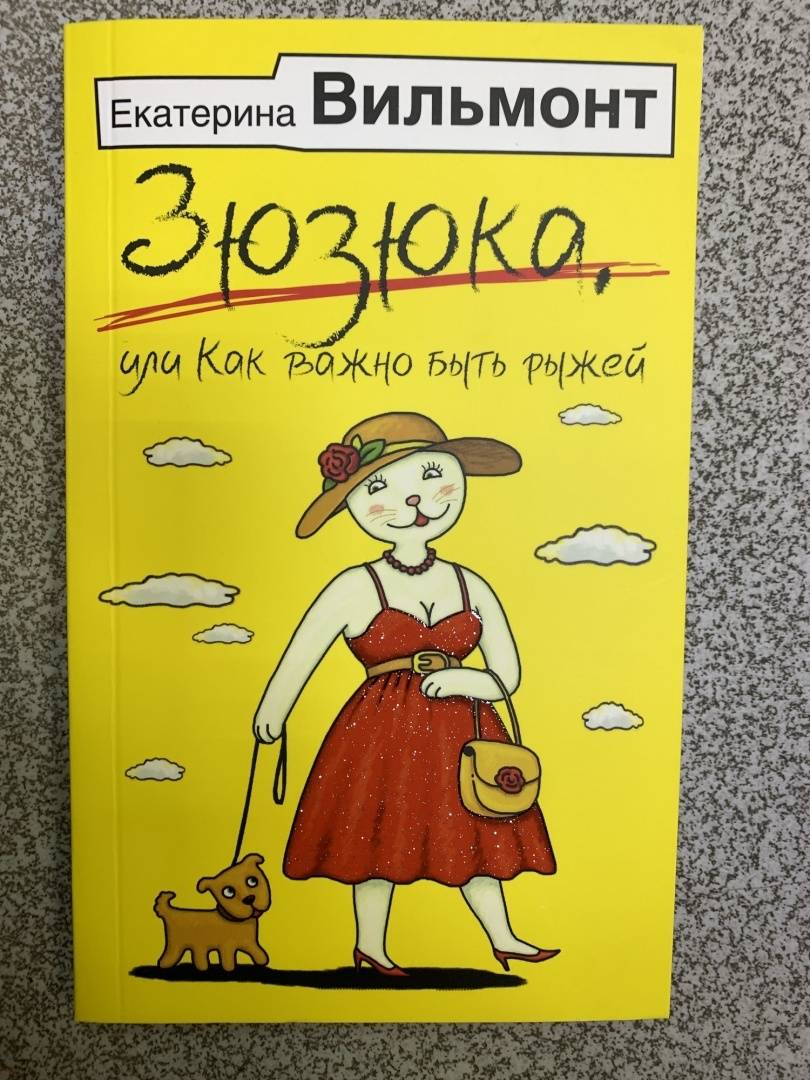 Екатерина Вильмонт
Зюзюка,
или Как важно быть рыжей